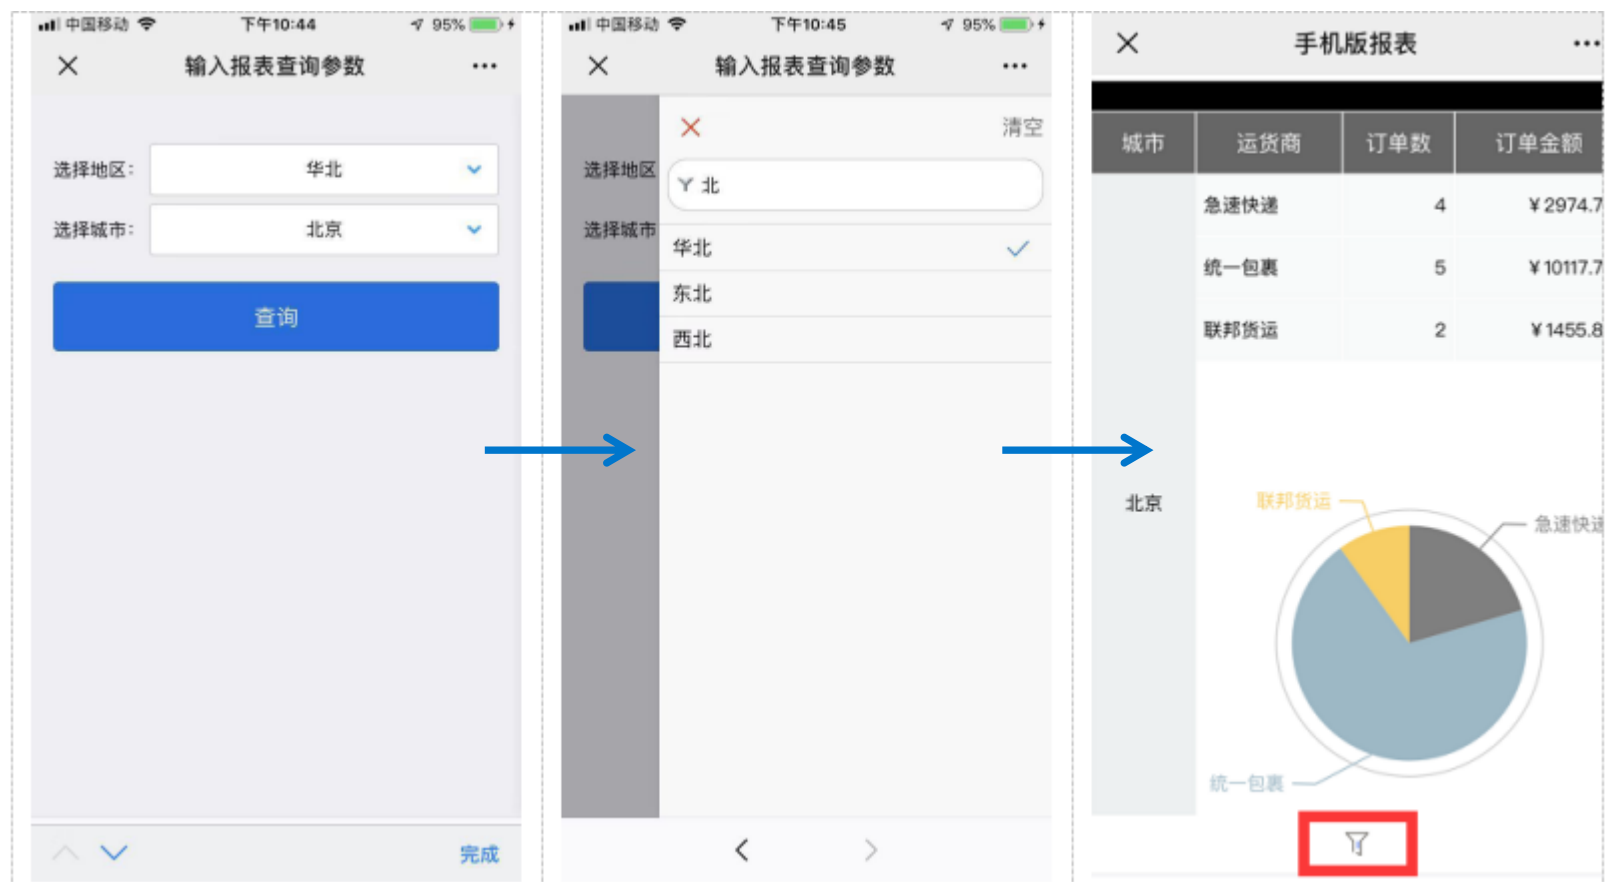 中国移动 下午10:44 95%
输入报表查询参数
选择地区: 华北
选择城市: 北京
查询
完成
中国移动 下午10:45 95%
输入报表查询参数
清空
选择地区
北
选择城市
华北
东北
西北
手机版报表
城市 运货商 订单数 订单金额
急速快递 4 ¥2974.7
统一包裹 5 ¥10117.7
联邦货运 2 ¥1455.8
北京
联邦货运
急速快递
统一包裹